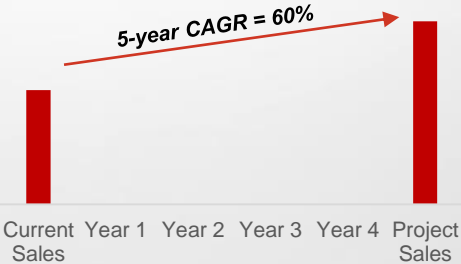 5-year CAGR = 60%
Current Sales
Year 1
Year 2
Year 3
Year 4
Project Sales